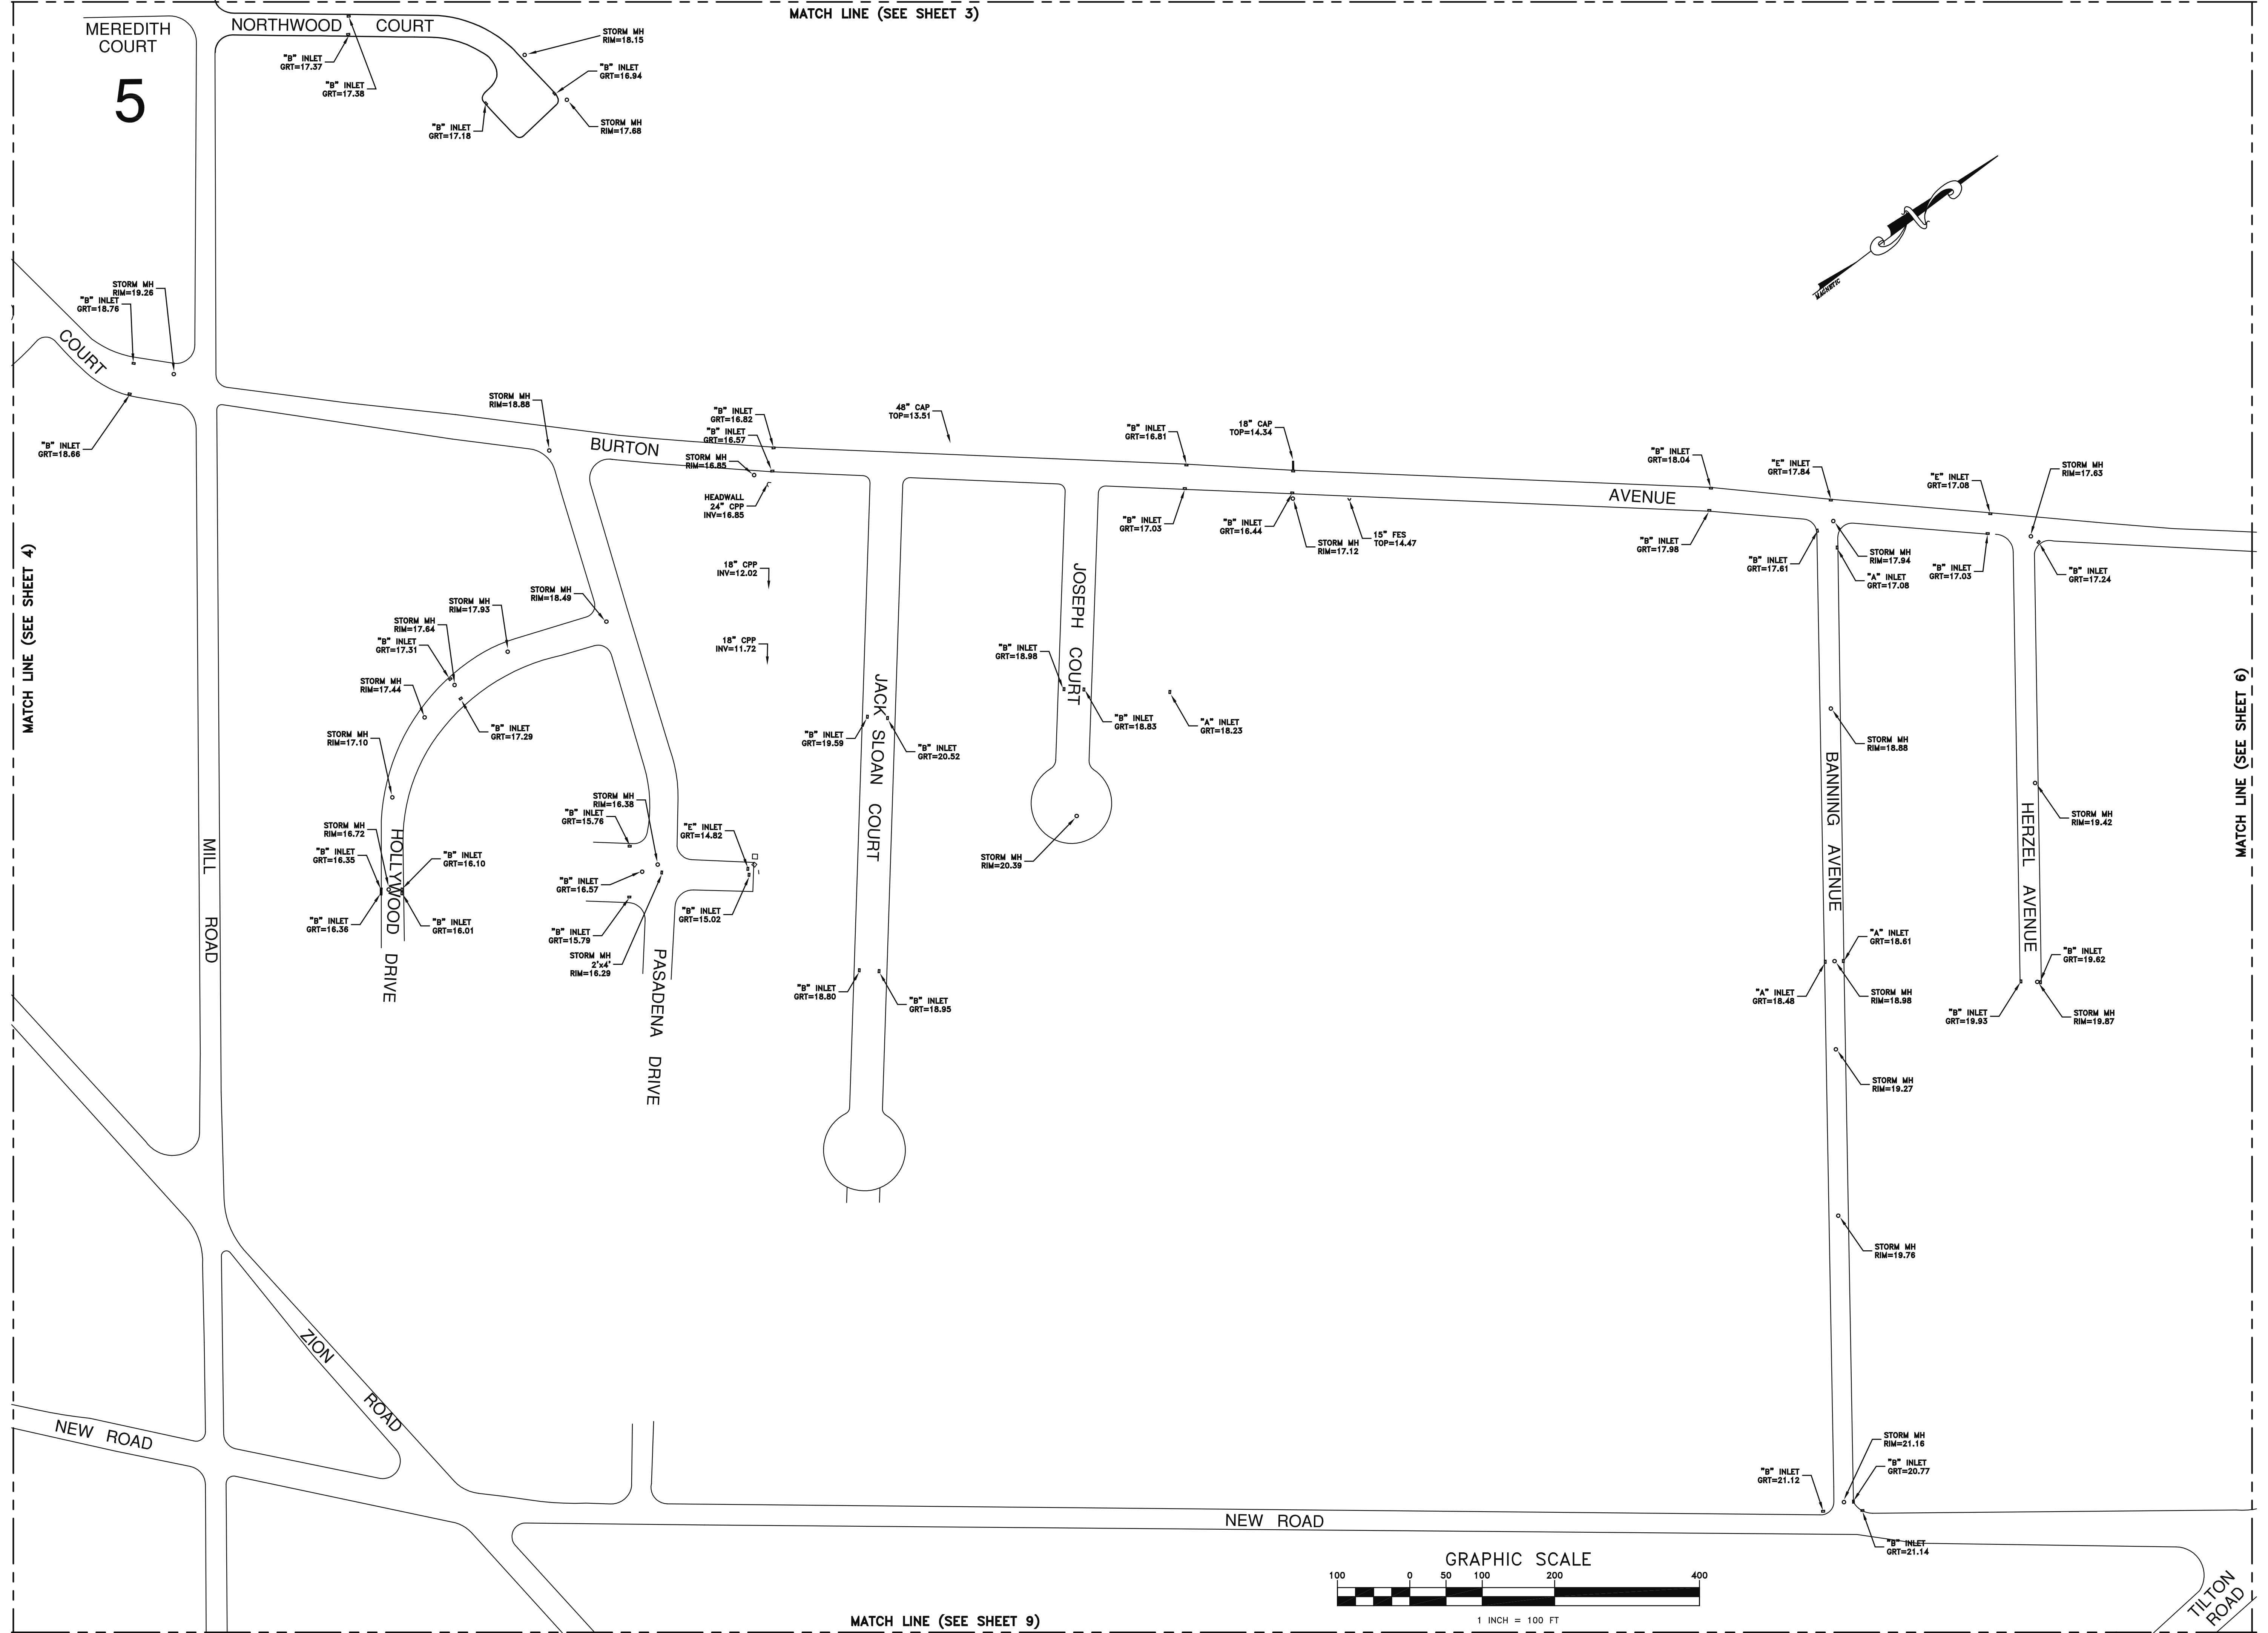 MATCH LINE (SEE SHEET 3)
MEREDITH
COURT
5
NORTHWOOD COURT
"B" INLET
GRT=17.37
"B" INLET
GRT=17.38
"B" INLET
GRT=17.18
STORM MH
RIM=18.15
"B" INLET
GRT=16.94
STORM MH
RIM=17.68
MAGNETIC
STORM MH
RIM=19.26
"B" INLET
GRT=18.76
COURT
"B" INLET
GRT=18.66
STORM MH
RIM=18.88
BURTON
"B" INLET
GRT=16.82
"B" INLET
GRT=16.57
STORM MH
RIM=16.85
HEADWALL
24" CPP
INV=16.85
48" CAP
TOP=13.51
"B" INLET
GRT=16.81
18" CAP
TOP=14.34
"B" INLET
GRT=17.03
"B" INLET
GRT=16.44
STORM MH
RIM=17.12
15" FES
TOP=14.47
AVENUE
"B" INLET
GRT=18.04
"E" INLET
GRT=17.84
"B" INLET
GRT=17.98
"B" INLET
GRT=17.61
STORM MH
RIM=17.94
"A" INLET
GRT=17.08
"E" INLET
GRT=17.08
"B" INLET
GRT=17.03
STORM MH
RIM=17.63
"B" INLET
GRT=17.24
MATCH LINE (SEE SHEET 4)
18" CPP
INV=12.02
18" CPP
INV=11.72
STORM MH
RIM=18.49
STORM MH
RIM=17.93
STORM MH
RIM=17.64
"B" INLET
GRT=17.31
STORM MH
RIM=17.44
"B" INLET
GRT=17.29
STORM MH
RIM=17.10
STORM MH
RIM=16.72
"B" INLET
GRT=16.35
"B" INLET
GRT=16.36
"B" INLET
GRT=16.10
"B" INLET
GRT=16.01
HOLLYWOOD DRIVE
MILL ROAD
STORM MH
RIM=16.38
"B" INLET
GRT=15.76
"B" INLET
GRT=16.57
"B" INLET
GRT=15.79
STORM MH
2'x4'
RIM=16.29
"E" INLET
GRT=14.82
"B" INLET
GRT=15.02
PASADENA DRIVE
JACK SLOAN COURT
"B" INLET
GRT=19.59
"B" INLET
GRT=20.52
"B" INLET
GRT=18.80
"B" INLET
GRT=18.95
JOSEPH COURT
"B" INLET
GRT=18.98
"B" INLET
GRT=18.83
"A" INLET
GRT=18.23
STORM MH
RIM=20.39
BANNING AVENUE
STORM MH
RIM=18.88
"A" INLET
GRT=18.61
"A" INLET
GRT=18.48
STORM MH
RIM=18.98
STORM MH
RIM=19.27
STORM MH
RIM=19.76
HERZEL AVENUE
STORM MH
RIM=19.42
"B" INLET
GRT=19.62
"B" INLET
GRT=19.93
STORM MH
RIM=19.87
MATCH LINE (SEE SHEET 6)
ZION ROAD
NEW ROAD
NEW ROAD
STORM MH
RIM=21.16
"B" INLET
GRT=20.77
"B" INLET
GRT=21.12
"B" INLET
GRT=21.14
TILTON
ROAD
GRAPHIC SCALE
100 0 50 100 200 400
1 INCH = 100 FT
MATCH LINE (SEE SHEET 9)